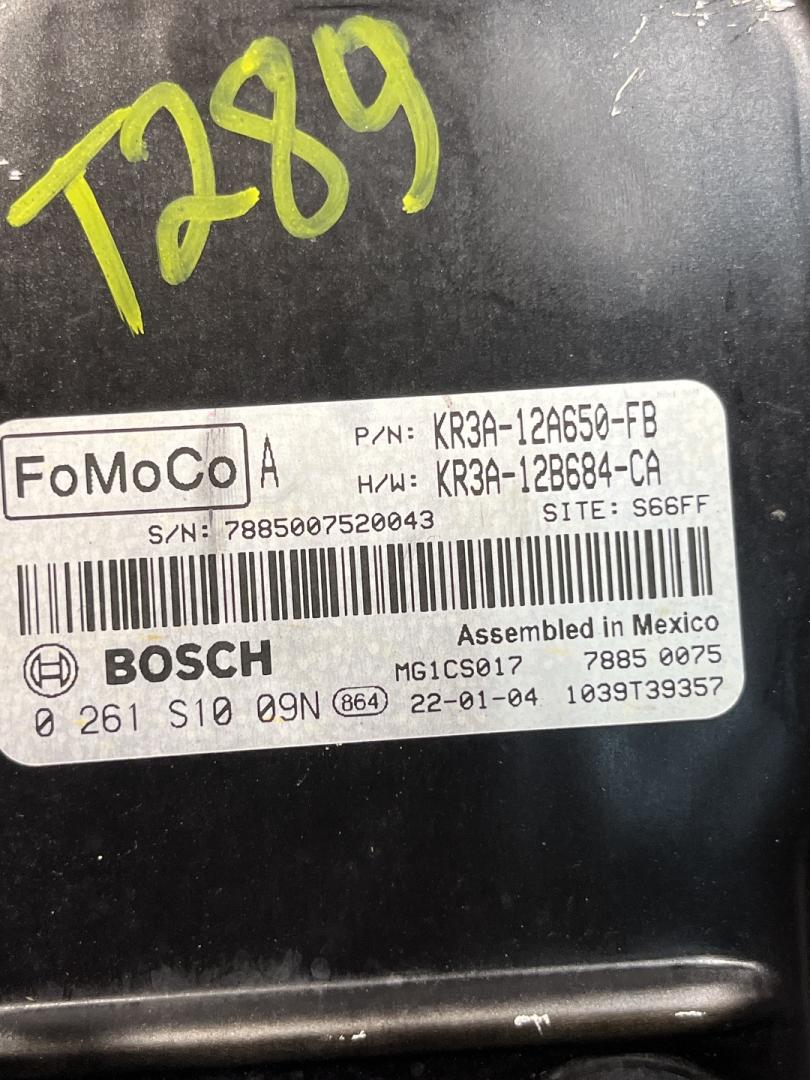 T289
FoMoCo A P/N: KR3A-12A650-FB
H/W: KR3A-12B684-CA
S/N: 7885007520043 SITE: S66FF
Assembled in Mexico
BOSCH MG1CS017 7885 0075
0 261 S10 09N 864 22-01-04 1039T39357